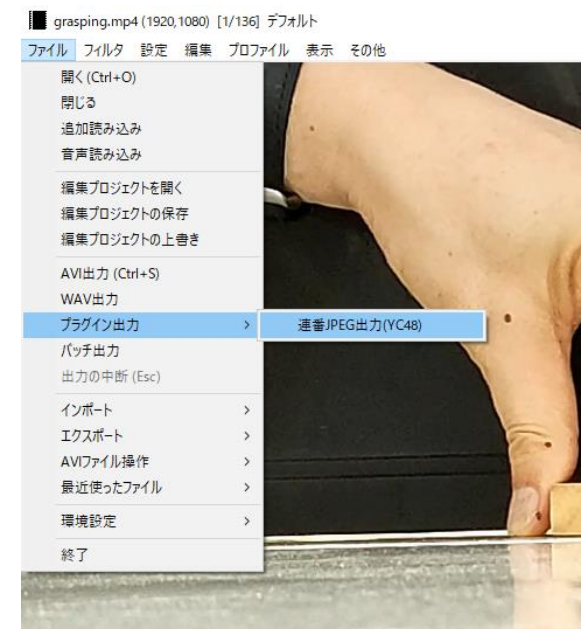 grasping.mp4 (1920,1080)  [1/136]  デフォルト
ファイル フィルタ 設定 編集 プロファイル 表示 その他
開く (Ctrl+O)
閉じる
追加読み込み
音声読み込み
編集プロジェクトを開く
編集プロジェクトの保存
編集プロジェクトの上書き
AVI出力 (Ctrl+S)
WAV出力
プラグイン出力 > 連番JPEG出力(YC48)
バッチ出力
出力の中断 (Esc)
インポート >
エクスポート >
AVIファイル操作 >
最近使ったファイル >
環境設定 >
終了